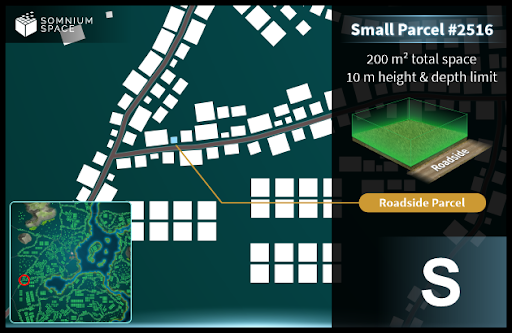 SOMNIUM
SPACE
Small Parcel #2516
200 m² total space
10 m height & depth limit
Roadside
Roadside Parcel
S